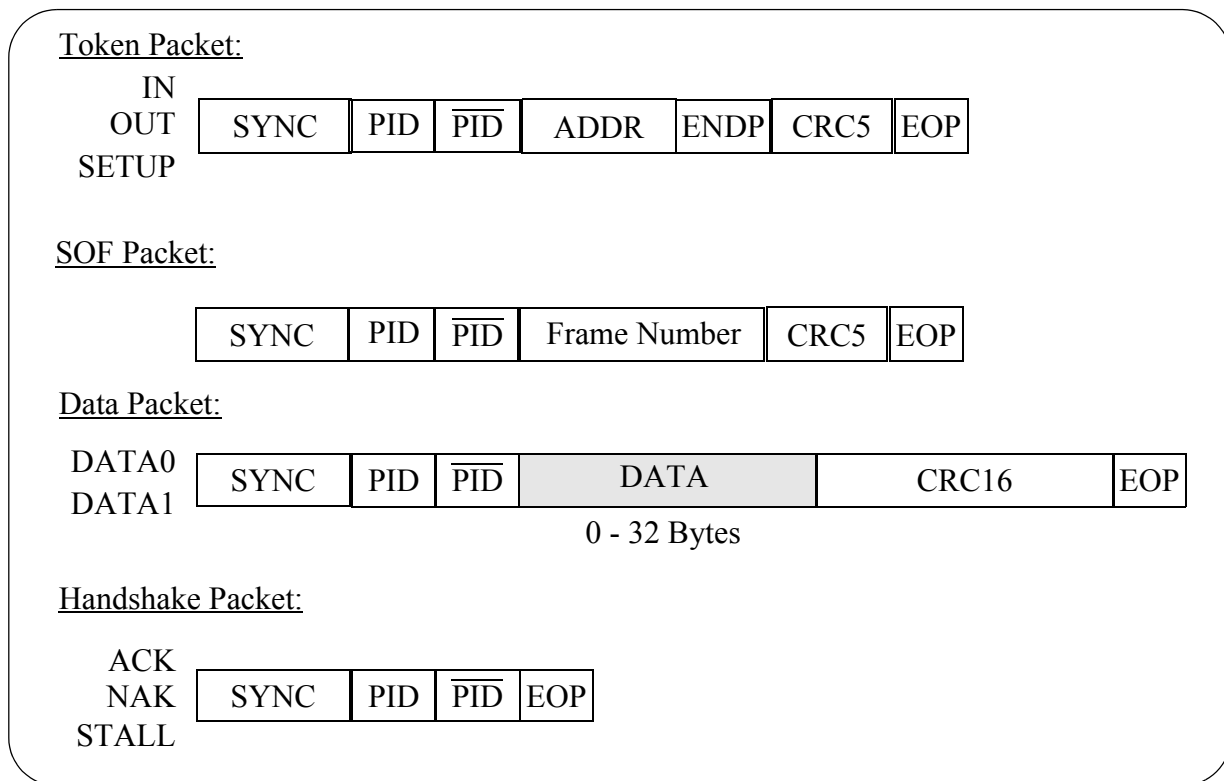 Token Packet:
IN
OUT
SETUP
SYNC PID PID ADDR ENDP CRC5 EOP
SOF Packet:
SYNC PID PID Frame Number CRC5 EOP
Data Packet:
DATA0
DATA1
SYNC PID PID DATA CRC16 EOP
0 - 32 Bytes
Handshake Packet:
ACK
NAK
STALL
SYNC PID PID EOP